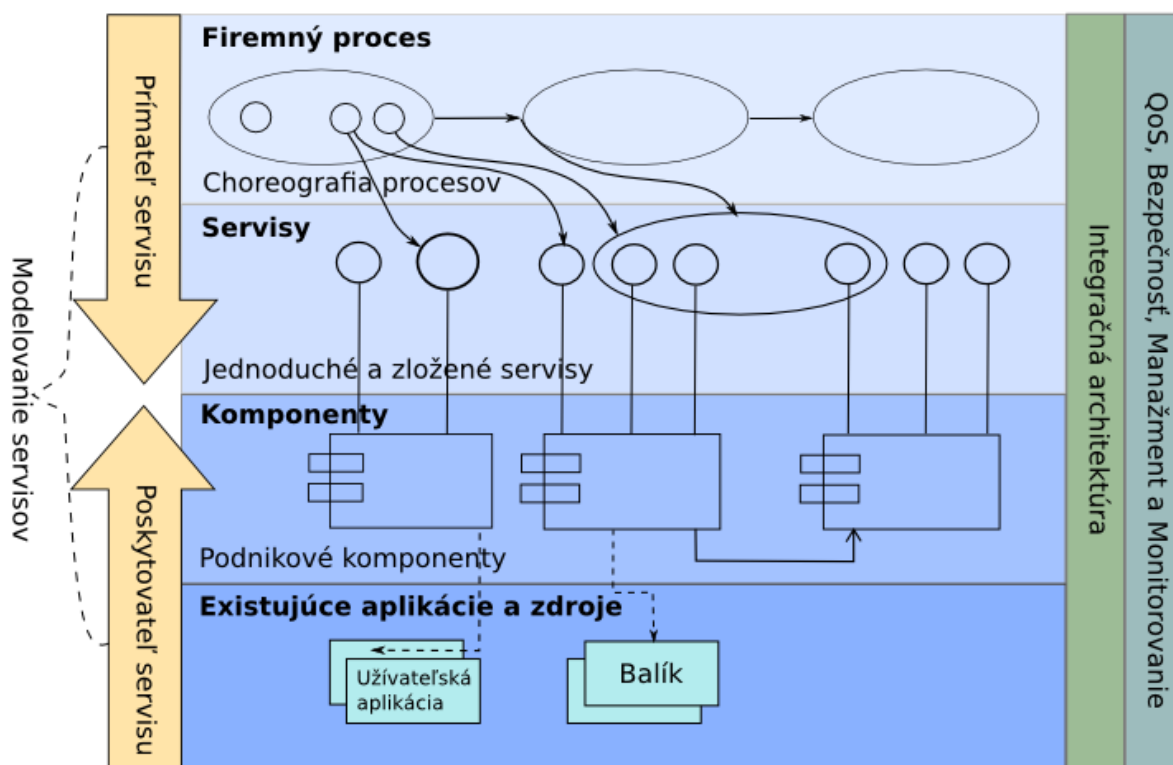 Firemný proces
Choreografia procesov
Servisy
Jednoduché a zložené servisy
Komponenty
Podnikové komponenty
Existujúce aplikácie a zdroje
Užívateľská
aplikácia
Balík
Modelovanie servisov
Prímateľ servisu
Poskytovateľ servisu
Integračná architektúra
QoS, Bezpečnosť, Manažment a Monitorovanie